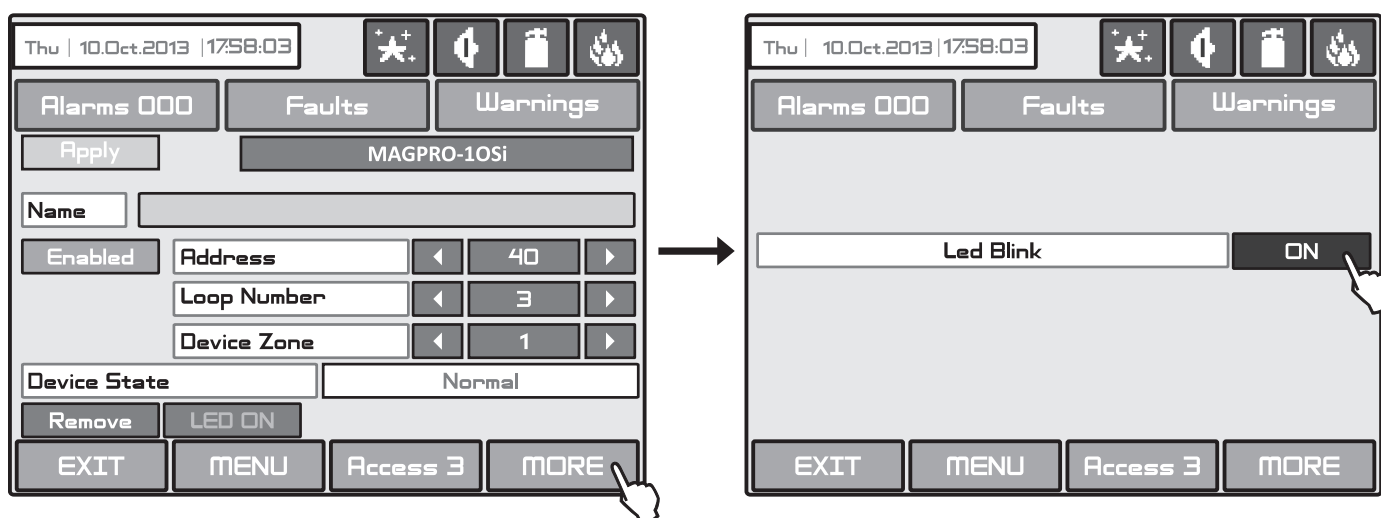 Thu | 10.Oct.2013 | 17:58:03
Alarms 000 Faults Warnings
Apply MAGPRO-1OSi
Name
Enabled Address 40
Loop Number 3
Device Zone 1
Device State Normal
Remove LED ON
EXIT MENU Access 3 MORE
Thu | 10.Oct.2013 | 17:58:03
Alarms 000 Faults Warnings
Led Blink ON
EXIT MENU Access 3 MORE